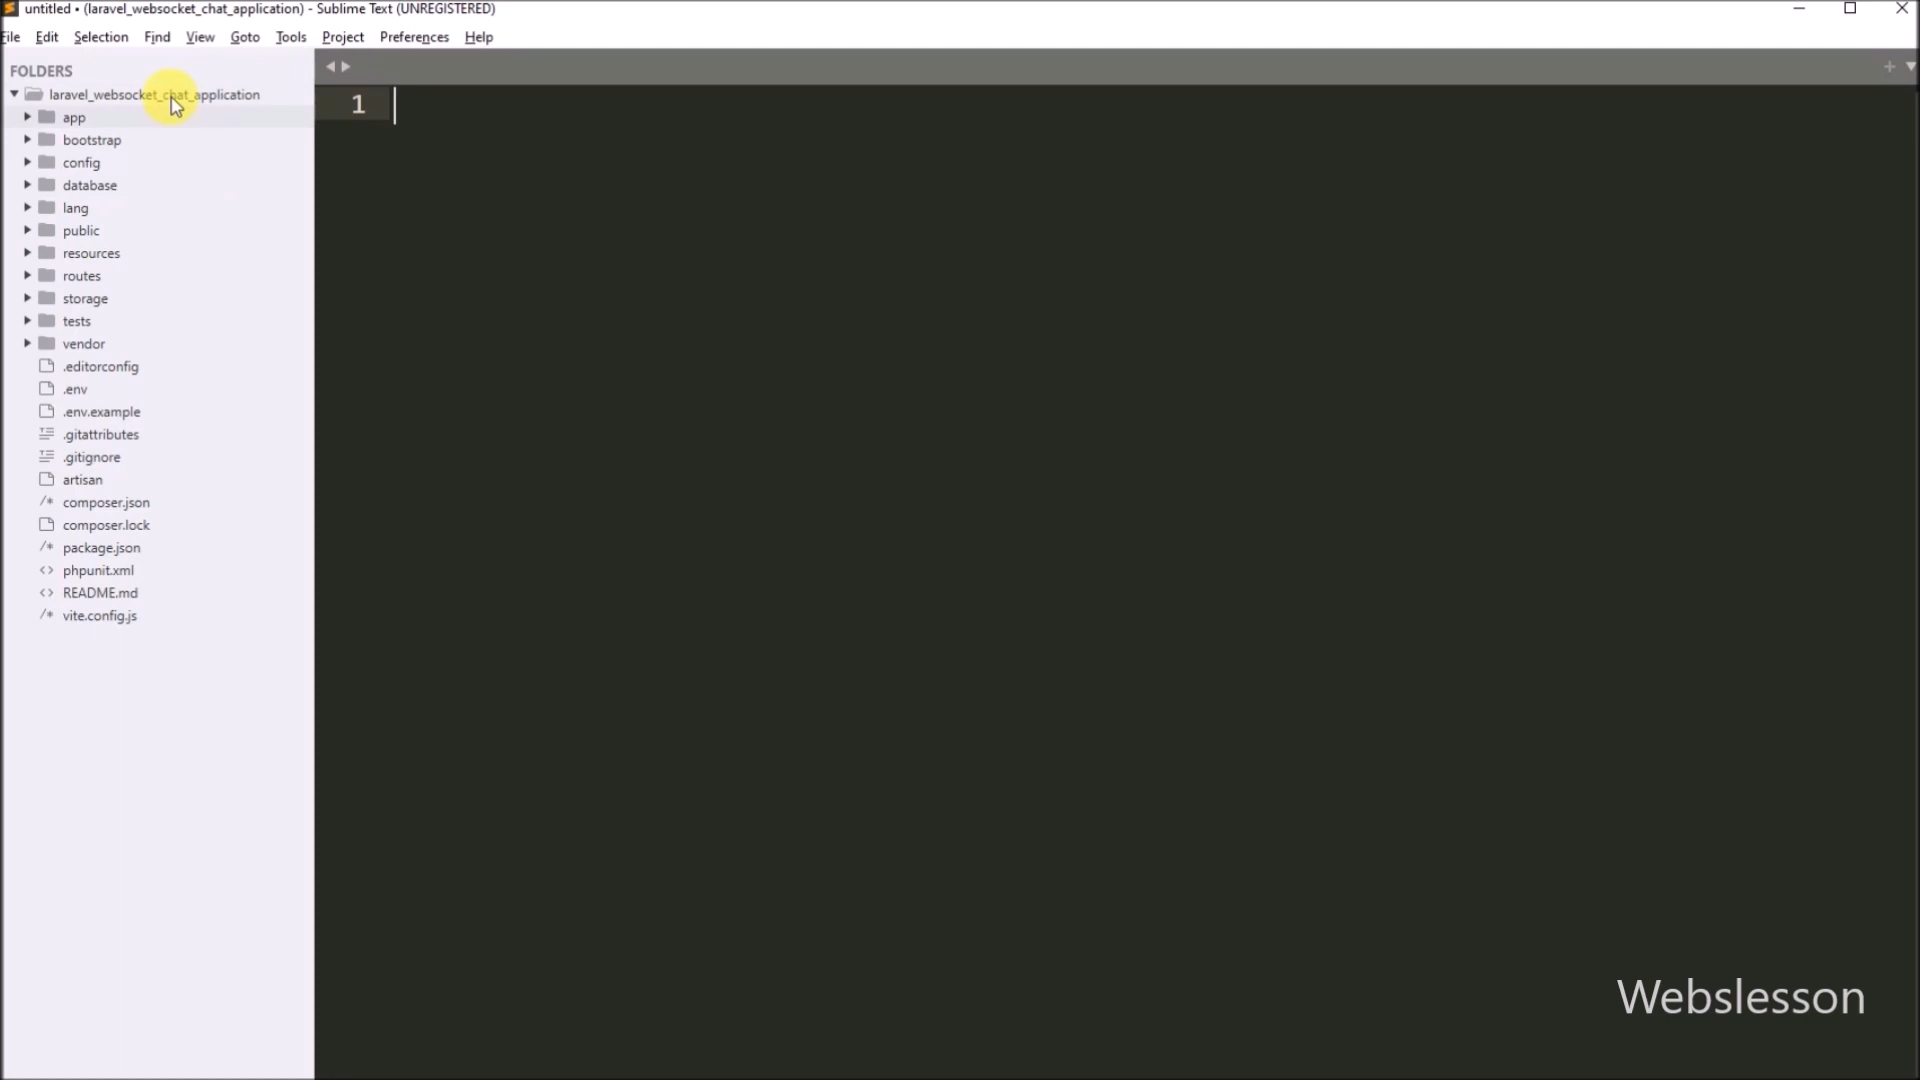 untitled • (laravel_websocket_chat_application) - Sublime Text (UNREGISTERED)
File Edit Selection Find View Goto Tools Project Preferences Help
FOLDERS
laravel_websocket_chat_application
1
app
bootstrap
config
database
lang
public
resources
routes
storage
tests
vendor
.editorconfig
.env
.env.example
.gitattributes
.gitignore
artisan
/* composer.json
composer.lock
/* package.json
<> phpunit.xml
<> README.md
/* vite.config.js
Webslesson